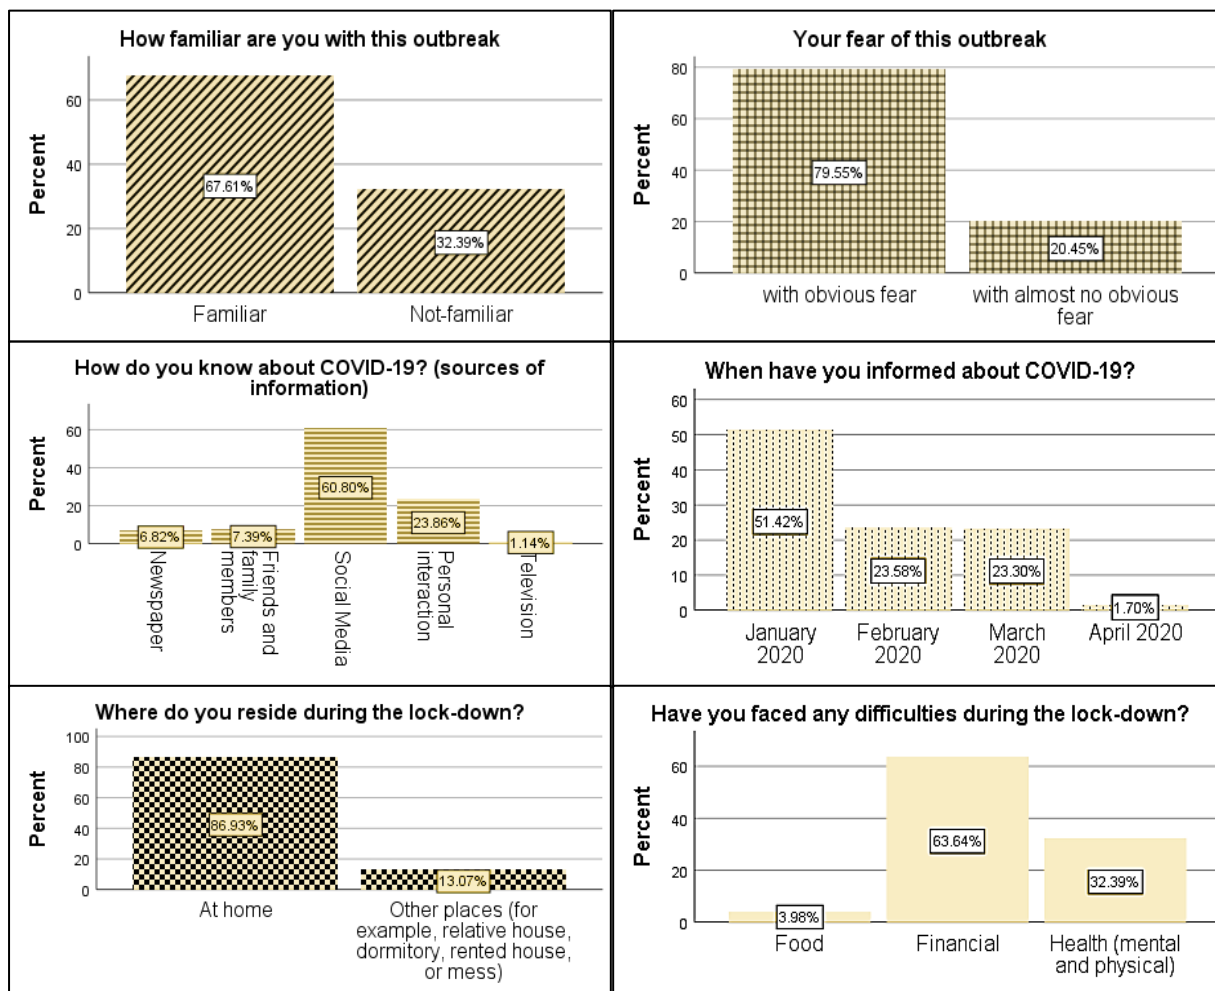 How familiar are you with this outbreak
Percent
60
40
20
0
67.61%
32.39%
Familiar
Not-familiar
Your fear of this outbreak
Percent
80
60
40
20
0
79.55%
20.45%
with obvious fear
with almost no obvious
fear
How do you know about COVID-19? (sources of
information)
Percent
60
40
20
0
6.82%
7.39%
60.80%
23.86%
1.14%
Newspaper
Friends and
family
members
Social Media
Personal
interaction
Television
When have you informed about COVID-19?
Percent
60
50
40
30
20
10
0
51.42%
23.58%
23.30%
1.70%
January
2020
February
2020
March
2020
April 2020
Where do you reside during the lock-down?
Percent
100
80
60
40
20
0
86.93%
13.07%
At home
Other places (for
example, relative house,
dormitory, rented house,
or mess)
Have you faced any difficulties during the lock-down?
Percent
60
40
20
0
3.98%
63.64%
32.39%
Food
Financial
Health (mental
and physical)